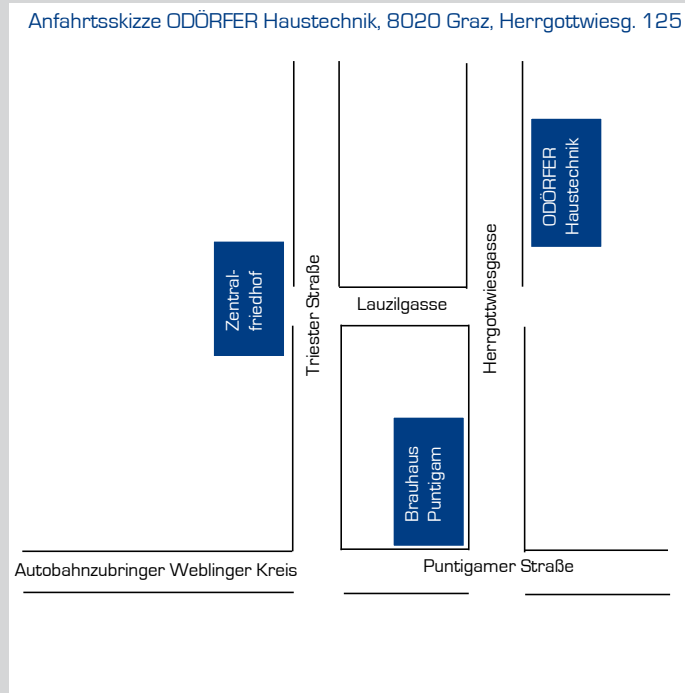 Anfahrtsskizze ODÖRFER Haustechnik, 8020 Graz, Herrgottwiesg. 125
ODÖRFER
Haustechnik
Zentral-
friedhof
Triester Straße
Lauzilgasse
Herrgottwiesgasse
Brauhaus
Puntigam
Autobahnzubringer Weblinger Kreis
Puntigamer Straße